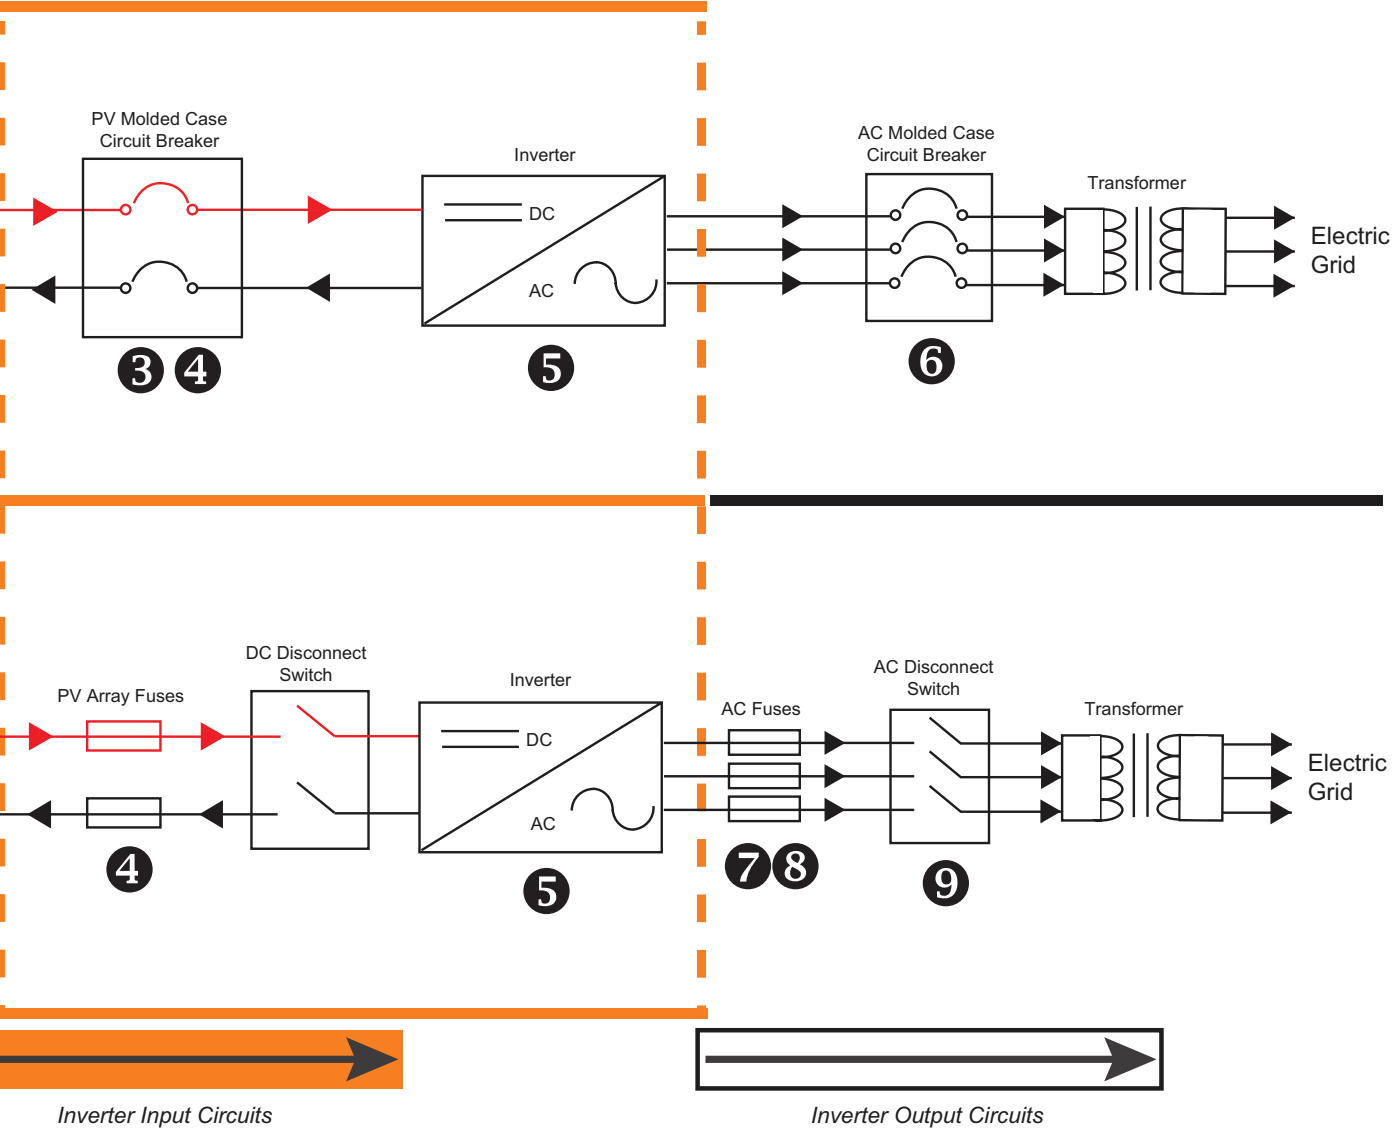 PV Molded Case
Circuit Breaker
Inverter
DC
AC
AC Molded Case
Circuit Breaker
Transformer
Electric
Grid
3 4
5
6
DC Disconnect
Switch
PV Array Fuses
Inverter
DC
AC
AC Fuses
AC Disconnect
Switch
Transformer
Electric
Grid
4
5
7 8
9
Inverter Input Circuits
Inverter Output Circuits